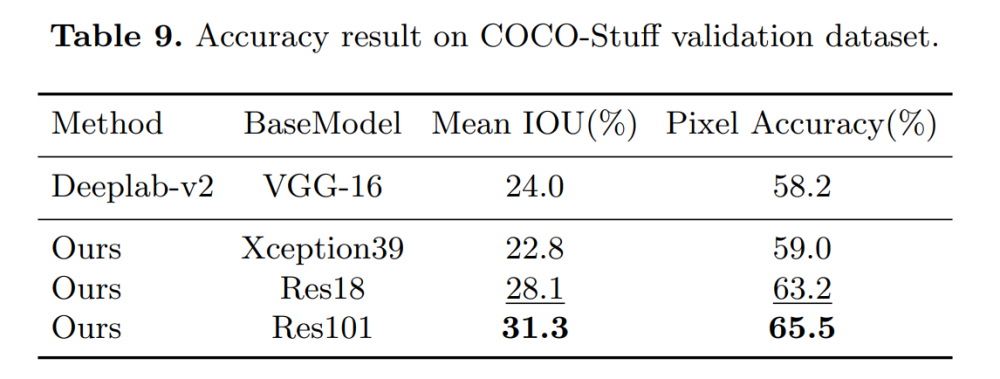 Table 9. Accuracy result on COCO-Stuff validation dataset.
Method BaseModel Mean IOU(%) Pixel Accuracy(%)
Deeplab-v2 VGG-16 24.0 58.2
Ours Xception39 22.8 59.0
Ours Res18 28.1 63.2
Ours Res101 31.3 65.5